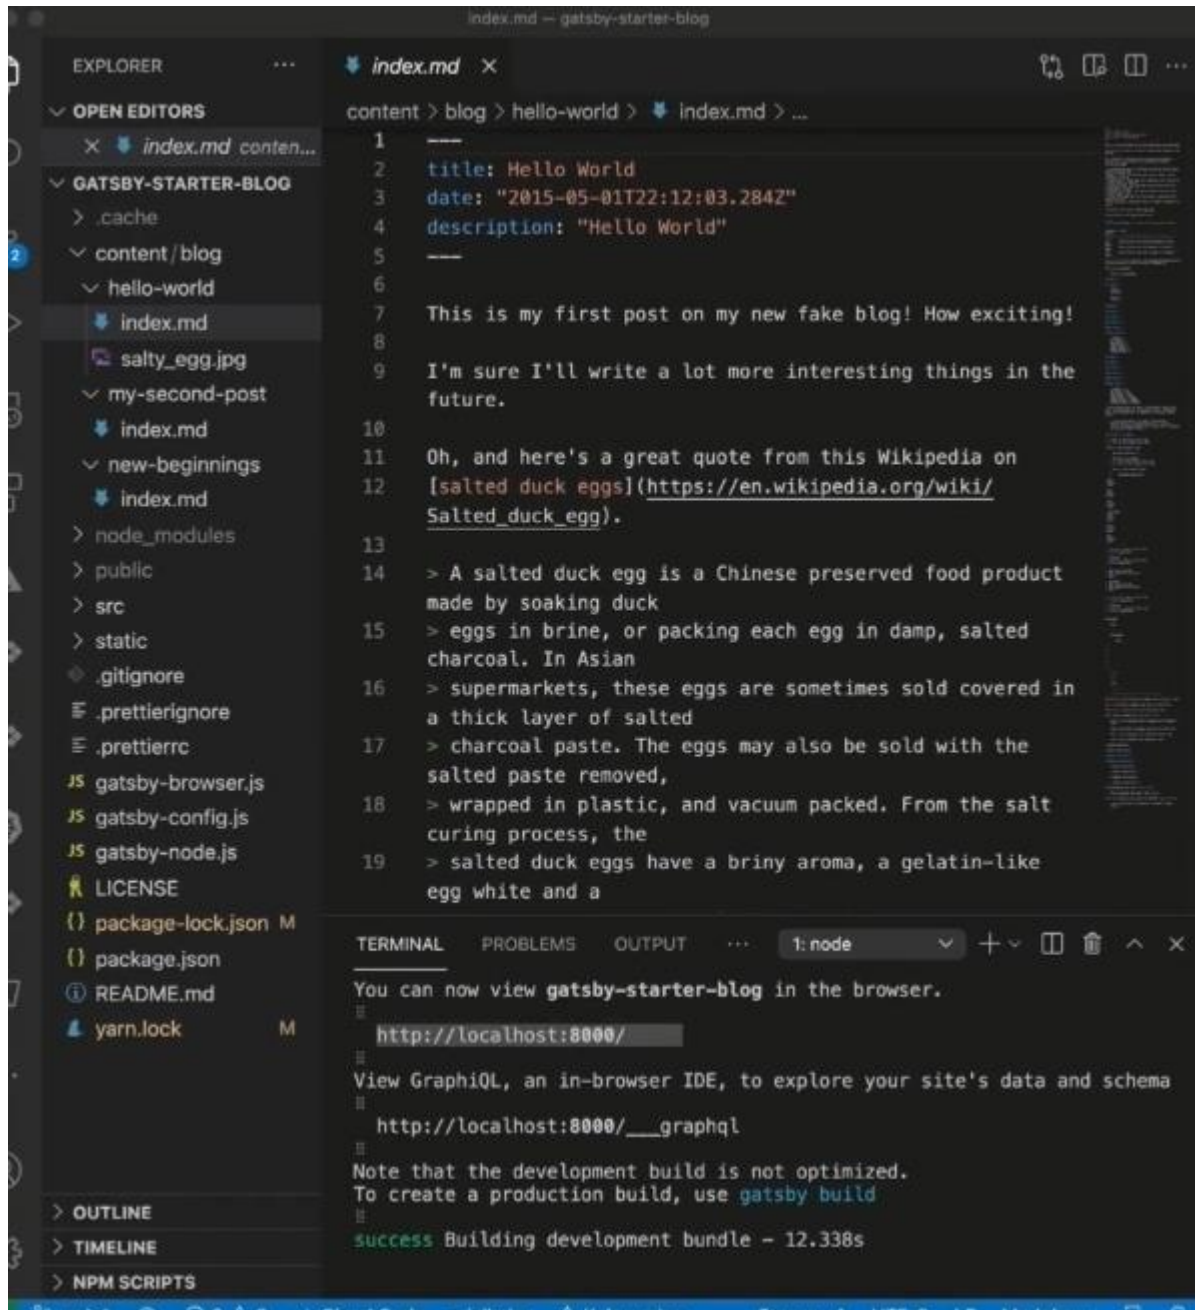 index.md — gatsby-starter-blog
EXPLORER
OPEN EDITORS
index.md conten...
GATSBY-STARTER-BLOG
.cache
content/blog
hello-world
index.md
salty_egg.jpg
my-second-post
index.md
new-beginnings
index.md
node_modules
public
src
static
.gitignore
.prettierignore
.prettierrc
JS gatsby-browser.js
JS gatsby-config.js
JS gatsby-node.js
LICENSE
{} package-lock.json M
{} package.json
README.md
yarn.lock M
OUTLINE
TIMELINE
NPM SCRIPTS
2
index.md ×
content > blog > hello-world > index.md > ...
1 ---
2 title: Hello World
3 date: "2015-05-01T22:12:03.284Z"
4 description: "Hello World"
5 ---
6
7 This is my first post on my new fake blog! How exciting!
8
9 I'm sure I'll write a lot more interesting things in the
future.
10
11 Oh, and here's a great quote from this Wikipedia on
12 [salted duck eggs](https://en.wikipedia.org/wiki/
Salted_duck_egg).
13
14 > A salted duck egg is a Chinese preserved food product
made by soaking duck
15 > eggs in brine, or packing each egg in damp, salted
charcoal. In Asian
16 > supermarkets, these eggs are sometimes sold covered in
a thick layer of salted
17 > charcoal paste. The eggs may also be sold with the
salted paste removed,
18 > wrapped in plastic, and vacuum packed. From the salt
curing process, the
19 > salted duck eggs have a briny aroma, a gelatin-like
egg white and a
TERMINAL PROBLEMS OUTPUT ... 1: node
You can now view gatsby-starter-blog in the browser.
http://localhost:8000/
View GraphiQL, an in-browser IDE, to explore your site's data and schema
http://localhost:8000/___graphql
Note that the development build is not optimized.
To create a production build, use gatsby build
success Building development bundle – 12.338s